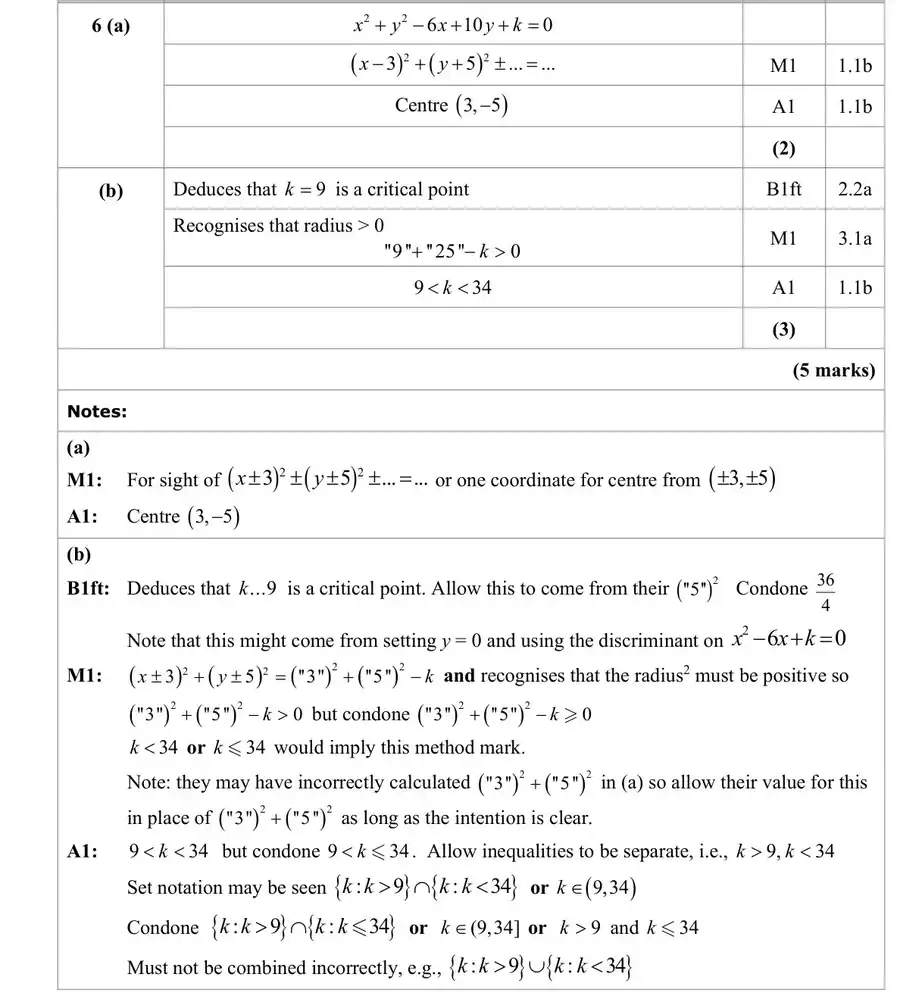 6 (a) x² + y² − 6x + 10y + k = 0
(x − 3)² + (y + 5)² ± ... = ... M1 1.1b
Centre (3, −5) A1 1.1b
(2)
(b) Deduces that k = 9 is a critical point B1ft 2.2a
Recognises that radius > 0
"9" + "25" − k > 0 M1 3.1a
9 < k < 34 A1 1.1b
(3)
(5 marks)
Notes:
(a)
M1: For sight of (x ± 3)² ± (y ± 5)² ± ... = ... or one coordinate for centre from (±3, ±5)
A1: Centre (3, −5)
(b)
B1ft: Deduces that k...9 is a critical point. Allow this to come from their ("5")² Condone 36/4
Note that this might come from setting y = 0 and using the discriminant on x² − 6x + k = 0
M1: (x ± 3)² + (y ± 5)² = ("3")² + ("5")² − k and recognises that the radius² must be positive so
("3")² + ("5")² − k > 0 but condone ("3")² + ("5")² − k ⩾ 0
k < 34 or k ⩽ 34 would imply this method mark.
Note: they may have incorrectly calculated ("3")² + ("5")² in (a) so allow their value for this
in place of ("3")² + ("5")² as long as the intention is clear.
A1: 9 < k < 34 but condone 9 < k ⩽ 34. Allow inequalities to be separate, i.e., k > 9, k < 34
Set notation may be seen {k : k > 9} ∩ {k : k < 34} or k ∈ (9, 34)
Condone {k : k > 9} ∩ {k : k ⩽ 34} or k ∈ (9, 34] or k > 9 and k ⩽ 34
Must not be combined incorrectly, e.g., {k : k > 9} ∪ {k : k < 34}